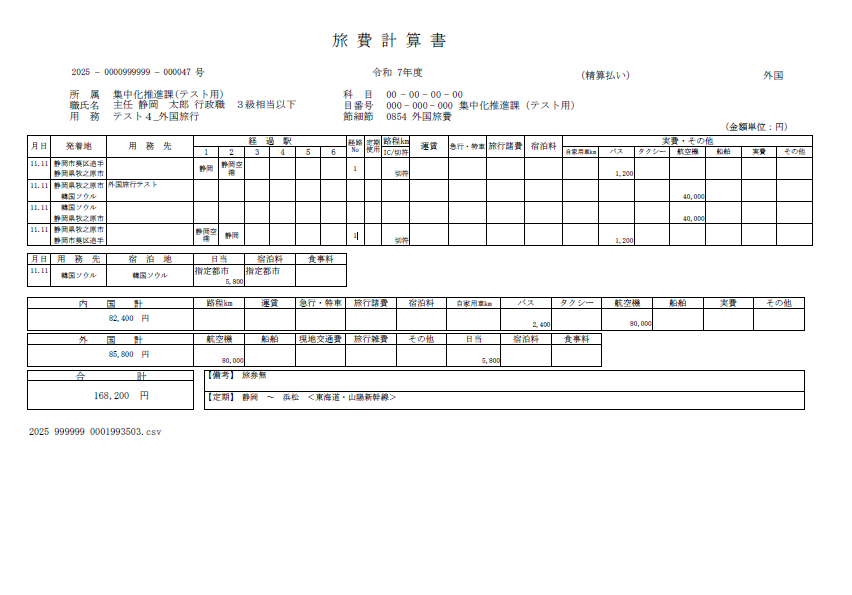 旅費計算書
2025 - 0000999999 - 000047 号 令和 7年度 (精算払い) 外国
所属 集中化推進課(テスト用) 科目 00 - 00 - 00 - 00
職氏名 主任 静岡 太郎 行政職 3級相当以下 目番号 000 - 000 - 000 集中化推進課 (テスト用)
用務 テスト4_外国旅行 節細節 0854 外国旅費
(金額単位:円)
月日 発着地 用務先 経過駅 経路No 定期使用 路程km 運賃 急行・特車 旅行諸費 宿泊料 実費・その他
1 2 3 4 5 6 IC/切符 自家用車km バス タクシー 航空機 船舶 実費 その他
11.11 静岡市葵区追手 静岡 静岡空港 1
静岡県牧之原市 切符 1,200
11.11 静岡県牧之原市 外国旅行テスト
韓国ソウル 40,000
11.11 韓国ソウル
静岡県牧之原市 40,000
11.11 静岡県牧之原市 静岡空港 静岡 1
静岡市葵区追手 切符 1,200
月日 用務先 宿泊地 日当 宿泊料 食事料
11.11 韓国ソウル 韓国ソウル 指定都市 指定都市
5,800
内国計 路程km 運賃 急行・特車 旅行諸費 宿泊料 自家用車km バス タクシー 航空機 船舶 実費 その他
82,400 円 2,400 80,000
外国計 航空機 船舶 現地交通費 旅行雑費 その他 日当 宿泊料 食事料
85,800 円 80,000 5,800
合計 【備考】 旅券無
168,200 円 【定期】 静岡 ~ 浜松 <東海道・山陽新幹線>
2025 999999 0001993503.csv